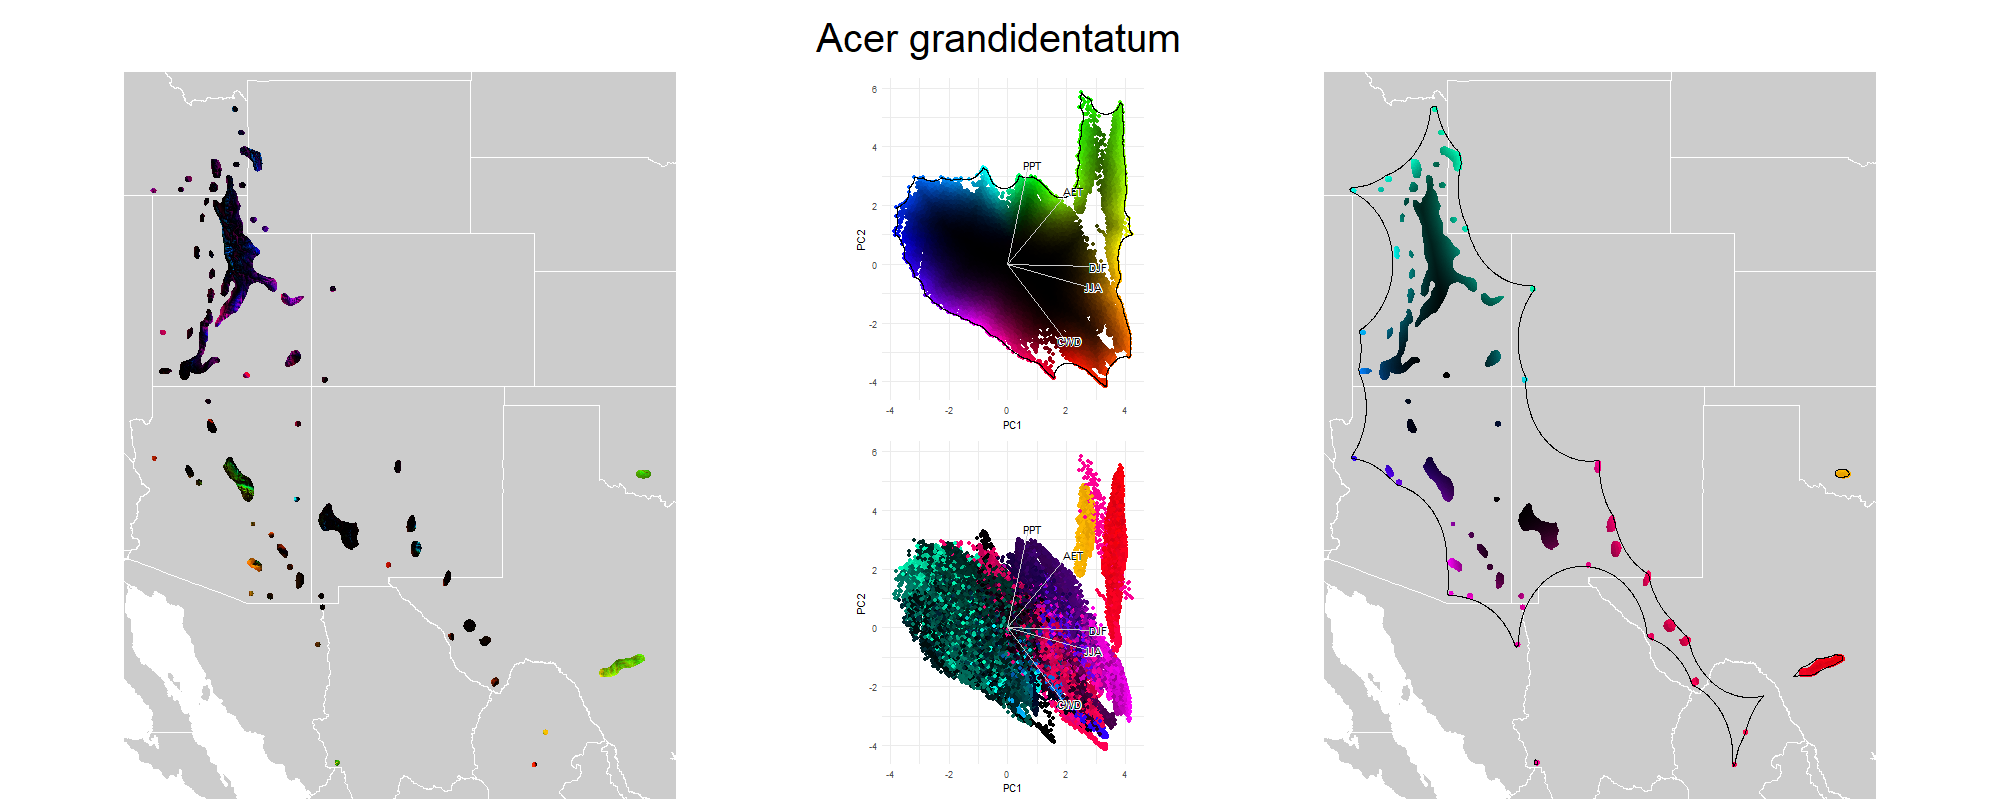 Acer grandidentatum
6
4
2
0
-2
-4
PC2
PPT
AET
DJF
JJA
CWD
-4 -2 0 2 4
PC1
6
4
2
0
-2
-4
PC2
PPT
AET
DJF
JJA
CWD
-4 -2 0 2 4
PC1